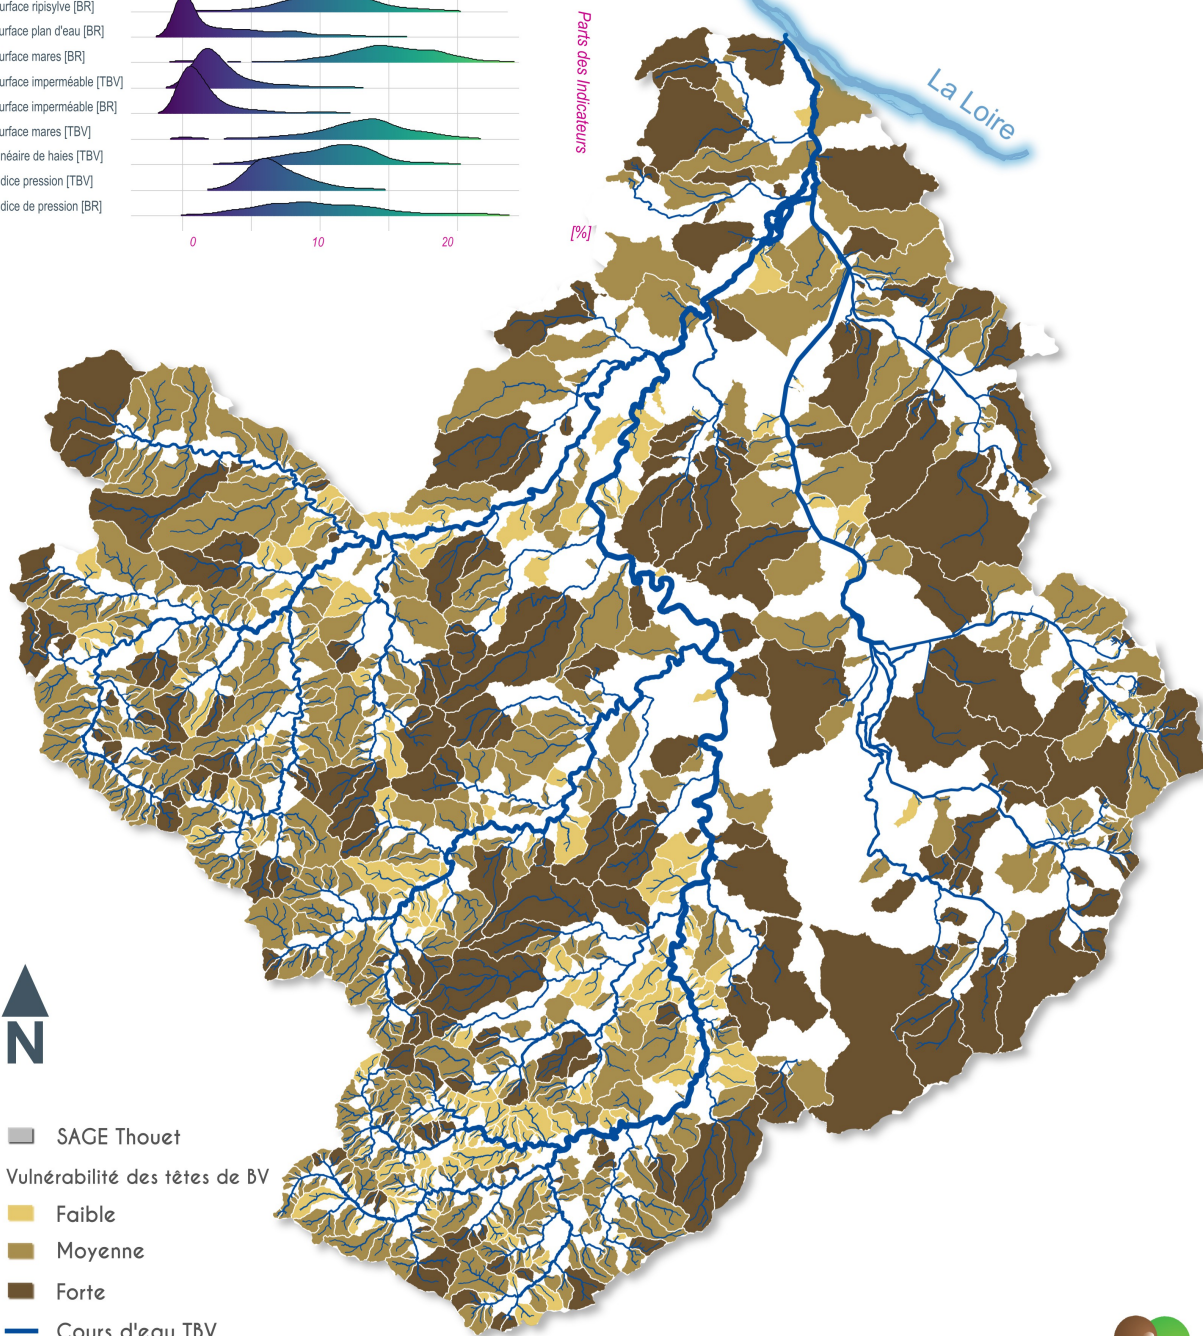 urface ripisylve [BR]
urface plan d'eau [BR]
urface mares [BR]
urface imperméable [TBV]
urface imperméable [BR]
urface mares [TBV]
néaire de haies [TBV]
dice pression [TBV]
dice de pression [BR]
0 10 20
Parts des Indicateurs
[%]
La Loire
N
SAGE Thouet
Vulnérabilité des têtes de BV
Faible
Moyenne
Forte
Cours d'eau TBV